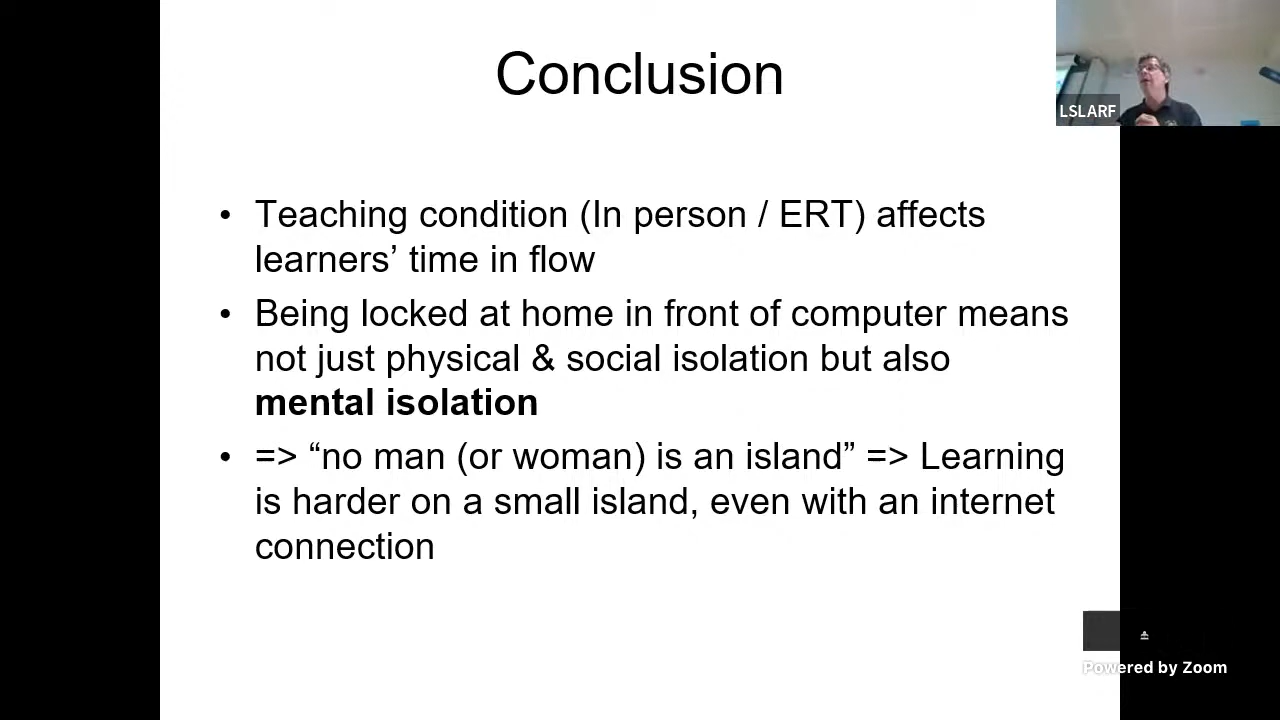 Conclusion
LSLARF
• Teaching condition (In person / ERT) affects
learners’ time in flow
• Being locked at home in front of computer means
not just physical & social isolation but also
mental isolation
• => “no man (or woman) is an island” => Learning
is harder on a small island, even with an internet
connection
Powered by Zoom